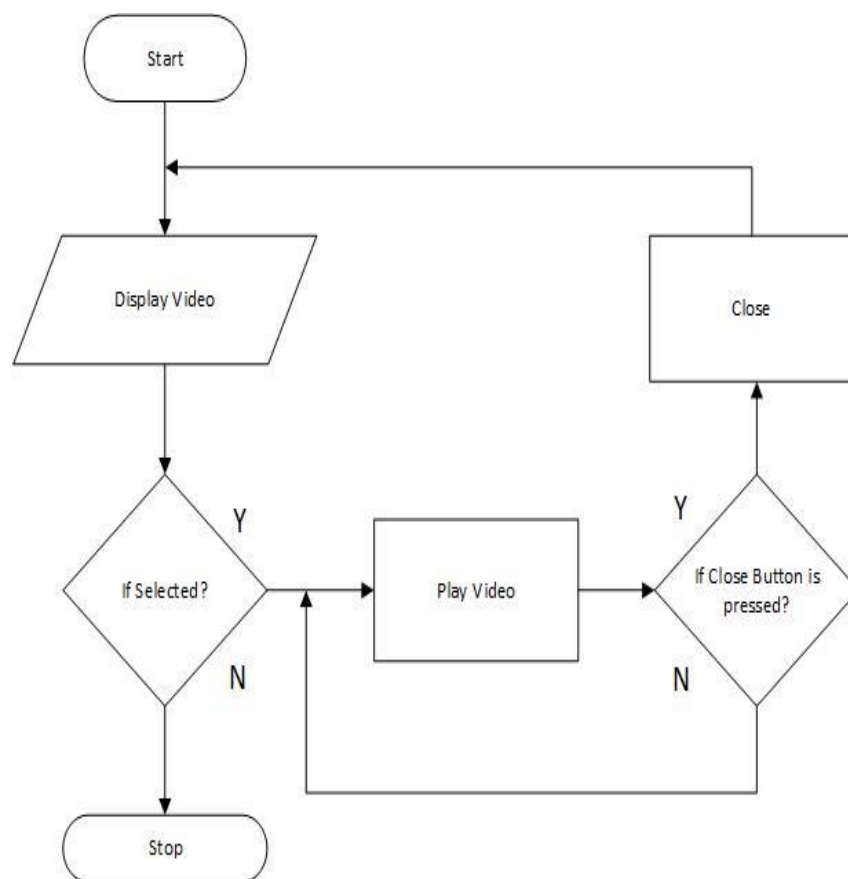 Start
Display Video
Close
Y
If Selected?
N
Play Video
Y
If Close Button is
pressed?
N
Stop